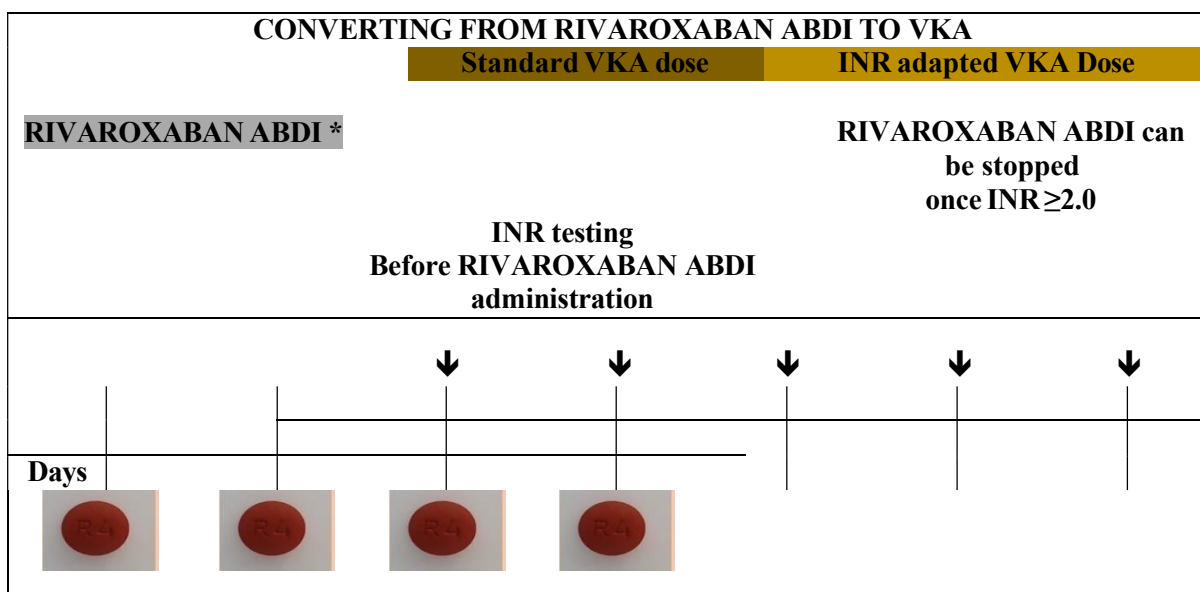 CONVERTING FROM RIVAROXABAN ABDI TO VKA
Standard VKA dose
INR adapted VKA Dose
RIVAROXABAN ABDI *
RIVAROXABAN ABDI can
be stopped
once INR ≥2.0
INR testing
Before RIVAROXABAN ABDI
administration
Days
R4
R4
R4
R4